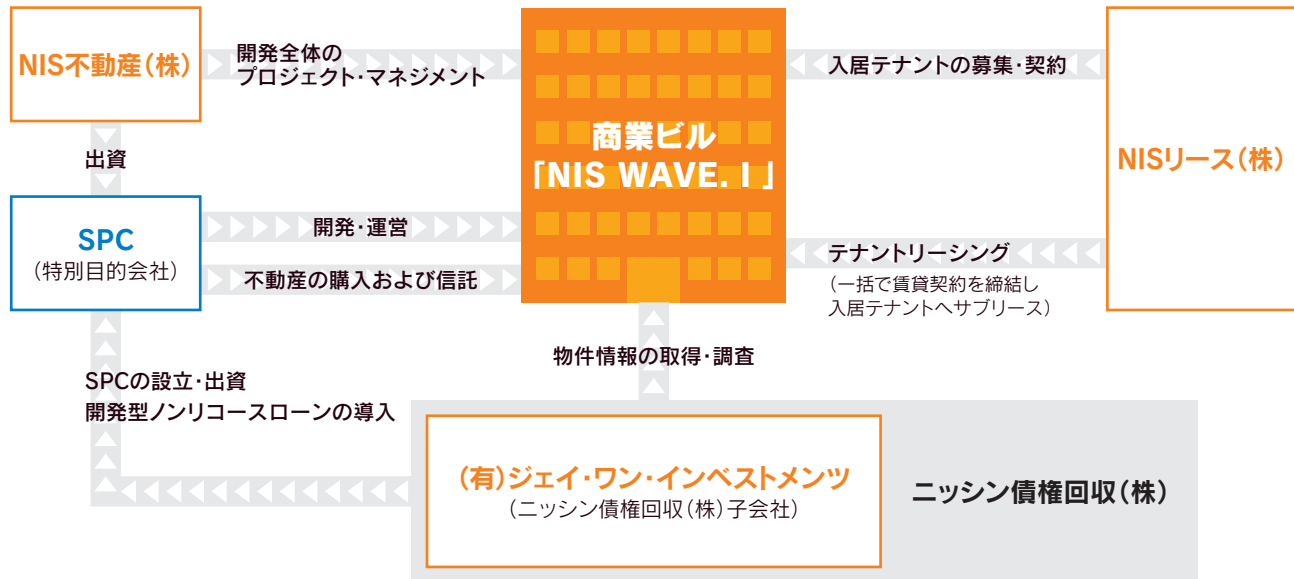 NIS不動産(株)
開発全体の
プロジェクト・マネジメント
商業ビル
「NIS WAVE.Ⅰ」
入居テナントの募集・契約
NISリース(株)
出資
SPC
(特別目的会社)
開発・運営
不動産の購入および信託
テナントリーシング
(一括で賃貸契約を締結し
入居テナントへサブリース)
物件情報の取得・調査
SPCの設立・出資
開発型ノンリコースローンの導入
(有)ジェイ・ワン・インベストメンツ
(ニッシン債権回収(株)子会社)
ニッシン債権回収(株)